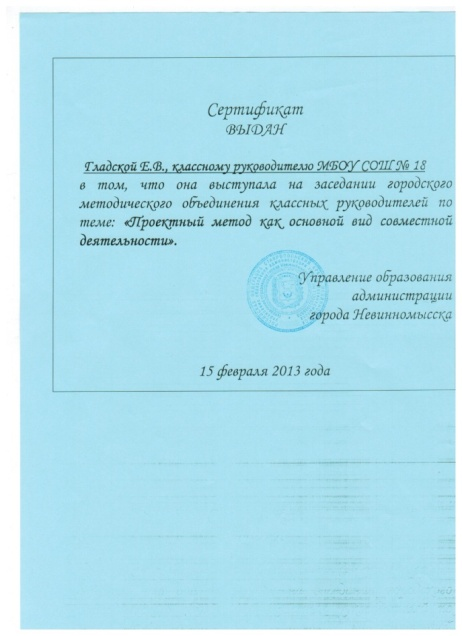 Сертификат
ВЫДАН
Гладской Е.В., классному руководителю МБОУ СОШ № 18
в том, что она выступала на заседании городского
методического объединения классных руководителей по
теме: «Проектный метод как основной вид совместной
деятельности».
Управление образования
администрации
города Невинномысска
15 февраля 2013 года